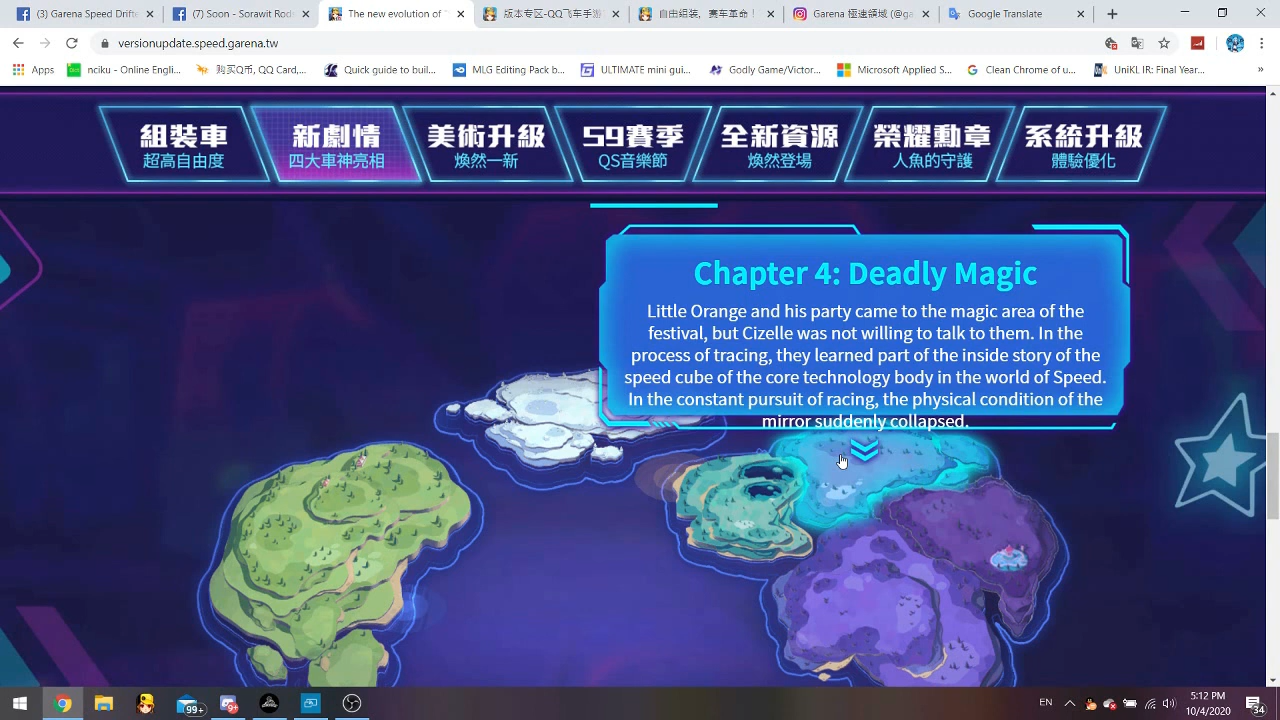 (3) Garena 極速領域
(7) Soon - Saransh
The new evolution of "
版本专区-QQ飞车手游
自由组装，赛车革命！
Garena 極速領域 (@ga
Google Translate
versionupdate.speed.garena.tw
Apps
nciku - Online Engli...
购买Q币, QQ Card,...
Quick guide to ull...
MLG Editing Pack b...
ULTIMATE mini gui...
Godly Garena/Victor...
Microsoft Applied S...
Clean Chrome of u...
UniKL IR: Final Year...
»
組裝車
超高自由度
新劇情
四大車神亮相
美術升級
煥然一新
S9賽季
QS音樂節
全新資源
煥然登場
榮耀勳章
人魚的守護
系統升級
體驗優化
Chapter 4: Deadly Magic
Little Orange and his party came to the magic area of the
festival, but Cizelle was not willing to talk to them. In the
process of tracing, they learned part of the inside story of the
speed cube of the core technology body in the world of Speed.
In the constant pursuit of racing, the physical condition of the
mirror suddenly collapsed.
99+
EN
5:12 PM
10/4/2020
34